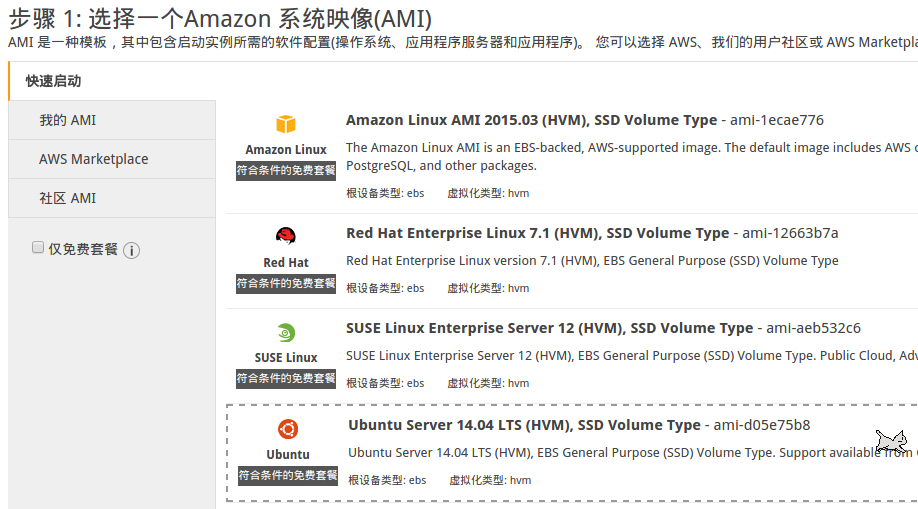 步骤 1: 选择一个Amazon 系统映像(AMI)
AMI 是一种模板，其中包含启动实例所需的软件配置(操作系统、应用程序服务器和应用程序)。 您可以选择 AWS、我们的用户社区或 AWS Marketpla
快速启动
我的 AMI
AWS Marketplace
社区 AMI
仅免费套餐
Amazon Linux
符合条件的免费套餐
Amazon Linux AMI 2015.03 (HVM), SSD Volume Type - ami-1ecae776
The Amazon Linux AMI is an EBS-backed, AWS-supported image. The default image includes AWS
PostgreSQL, and other packages.
根设备类型: ebs 虚拟化类型: hvm
Red Hat
符合条件的免费套餐
Red Hat Enterprise Linux 7.1 (HVM), SSD Volume Type - ami-12663b7a
Red Hat Enterprise Linux version 7.1 (HVM), EBS General Purpose (SSD) Volume Type
根设备类型: ebs 虚拟化类型: hvm
SUSE Linux
符合条件的免费套餐
SUSE Linux Enterprise Server 12 (HVM), SSD Volume Type - ami-aeb532c6
SUSE Linux Enterprise Server 12 (HVM), EBS General Purpose (SSD) Volume Type. Public Cloud, Adv
根设备类型: ebs 虚拟化类型: hvm
Ubuntu
符合条件的免费套餐
Ubuntu Server 14.04 LTS (HVM), SSD Volume Type - ami-d05e75b8
Ubuntu Server 14.04 LTS (HVM), EBS General Purpose (SSD) Volume Type. Support available from
根设备类型: ebs 虚拟化类型: hvm